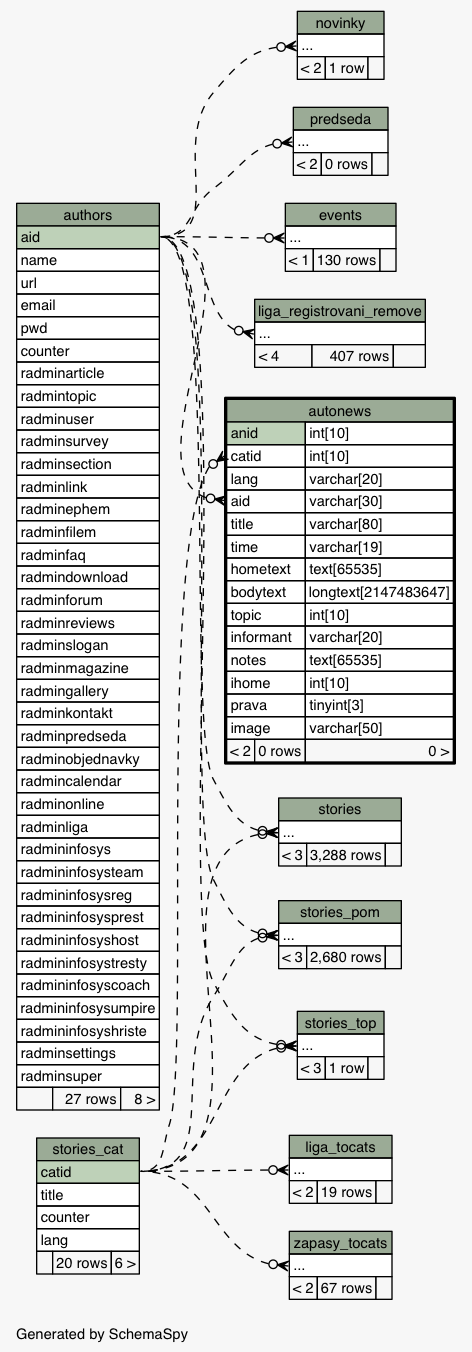 novinky
...
< 2 1 row
predseda
...
< 2 0 rows
events
...
< 1 130 rows
liga_registrovani_remove
...
< 4 407 rows
authors
aid
name
url
email
pwd
counter
radminarticle
radmintopic
radminuser
radminsurvey
radminsection
radminlink
radminephem
radminfilem
radminfaq
radmindownload
radminforum
radminreviews
radminslogan
radminmagazine
radmingallery
radminkontakt
radminpredseda
radminobjednavky
radmincalendar
radminonline
radminliga
radmininfosys
radmininfosysteam
radmininfosysreg
radmininfosysprest
radmininfosyshost
radmininfosystresty
radmininfosyscoach
radmininfosysumpire
radmininfosyshriste
radminsettings
radminsuper
27 rows 8 >
autonews
anid int[10]
catid int[10]
lang varchar[20]
aid varchar[30]
title varchar[80]
time varchar[19]
hometext text[65535]
bodytext longtext[2147483647]
topic int[10]
informant varchar[20]
notes text[65535]
ihome int[10]
prava tinyint[3]
image varchar[50]
< 2 0 rows 0 >
stories
...
< 3 3,288 rows
stories_pom
...
< 3 2,680 rows
stories_top
...
< 3 1 row
stories_cat
catid
title
counter
lang
20 rows 6 >
liga_tocats
...
< 2 19 rows
zapasy_tocats
...
< 2 67 rows
Generated by SchemaSpy